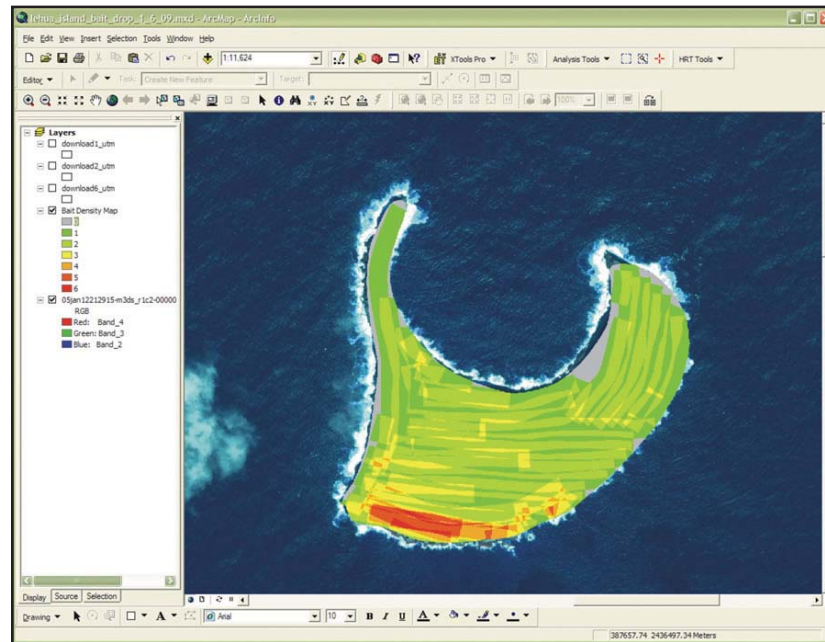 lehua_island_bait_drop_1_6_09.mxd - ArcMap - ArcInfo
File Edit View Insert Selection Tools Window Help
1:11,624 XTools Pro Analysis Tools HRT Tools
Editor Task: Create New Feature Target:
100%
Layers
download1_utm
download2_utm
download6_utm
Bait Density Map
1
2
3
4
5
6
05jan12212915-m3ds_r1c2-00000
RGB
Red: Band_4
Green: Band_3
Blue: Band_2
Display Source Selection
Drawing A Arial 10 B I U A
387657.74 2436497.34 Meters